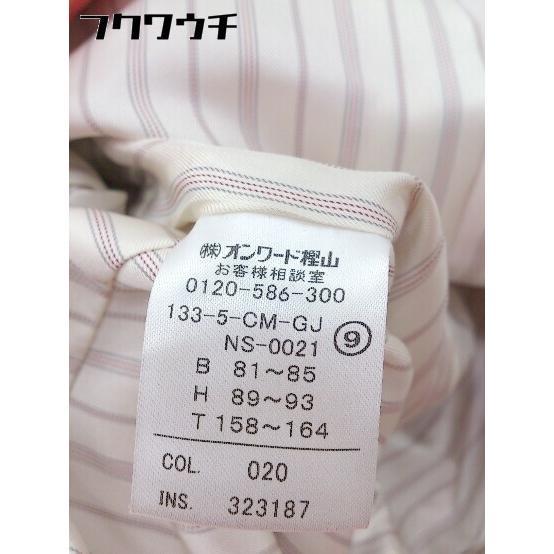 フクワウチ
㈱オンワード樫山
お客様相談室
0120-586-300
133-5-CM-GJ
NS-0021 ⑨
B 81～85
H 89～93
T 158～164
COL. 020
INS. 323187